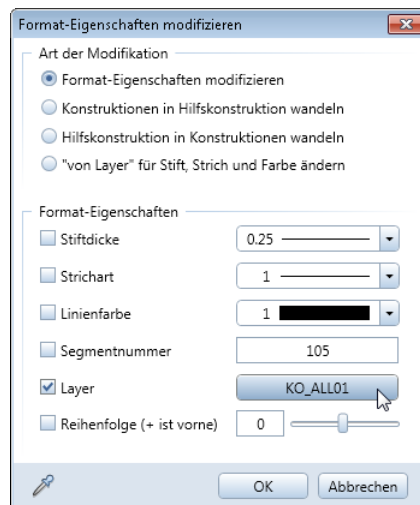 Format-Eigenschaften modifizieren
Art der Modifikation
Format-Eigenschaften modifizieren
Konstruktionen in Hilfskonstruktion wandeln
Hilfskonstruktion in Konstruktionen wandeln
"von Layer" für Stift, Strich und Farbe ändern
Format-Eigenschaften
Stiftdicke 0.25
Strichart 1
Linienfarbe 1
Segmentnummer 105
Layer KO_ALL01
Reihenfolge (+ ist vorne) 0
OK Abbrechen